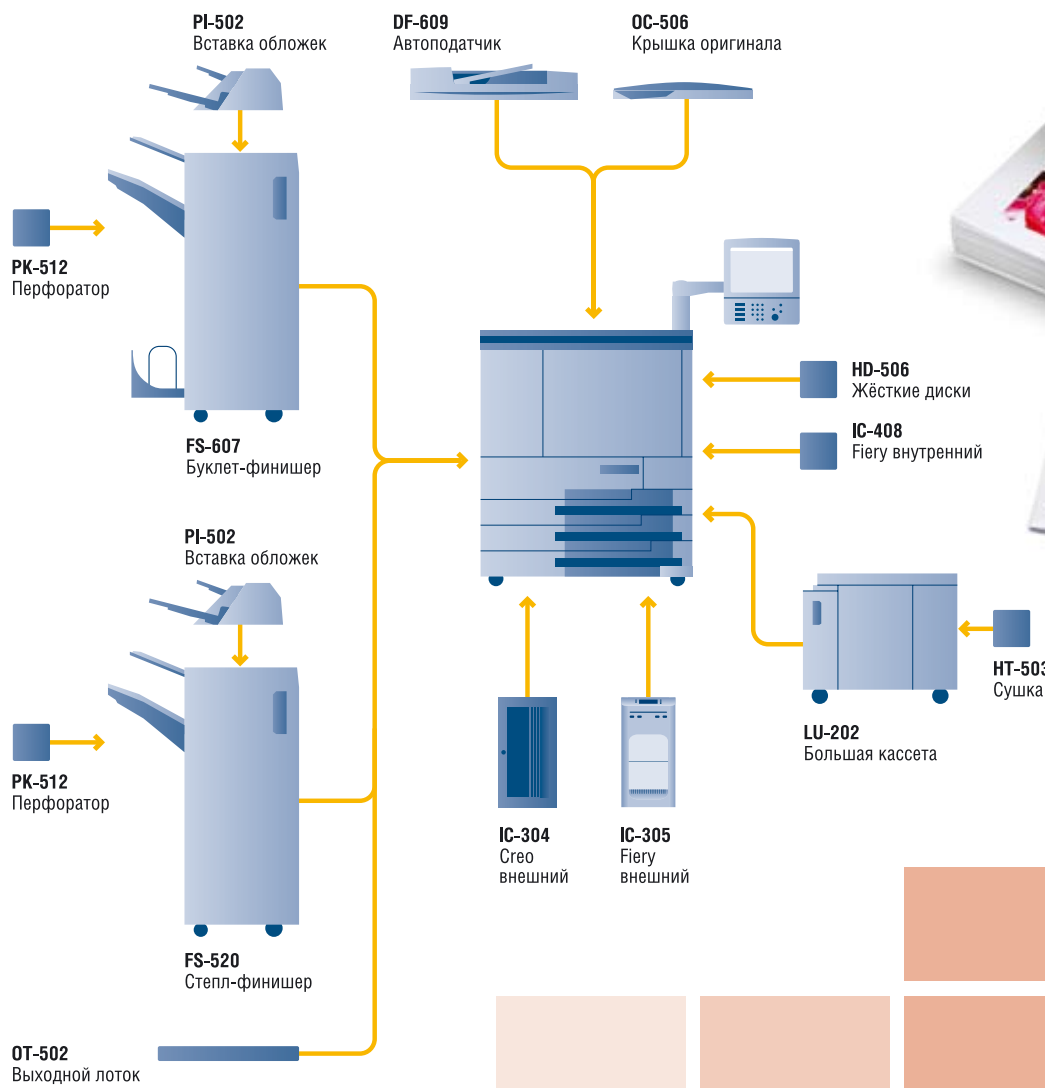 PI-502
Вставка обложек
DF-609
Автоподатчик
OC-506
Крышка оригинала
PK-512
Перфоратор
FS-607
Буклет-финишер
HD-506
Жёсткие диски
IC-408
Fiery внутренний
PI-502
Вставка обложек
PK-512
Перфоратор
HT-503
Сушка
LU-202
Большая кассета
IC-304
Creo
внешний
IC-305
Fiery
внешний
FS-520
Степл-финишер
OT-502
Выходной лоток